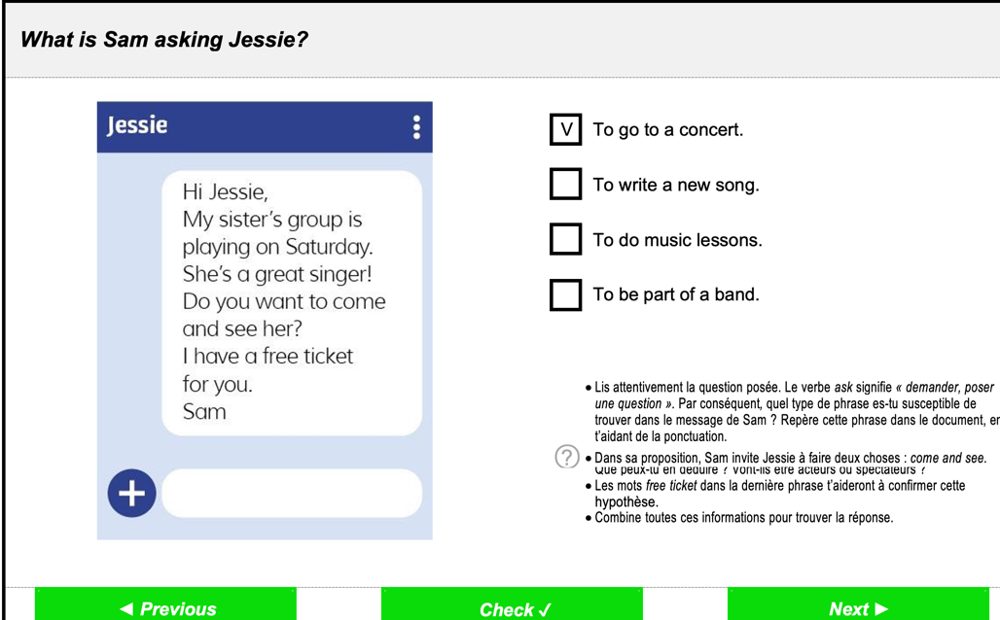 What is Sam asking Jessie?
Jessie
Hi Jessie,
My sister's group is
playing on Saturday.
She's a great singer!
Do you want to come
and see her?
I have a free ticket
for you.
Sam
V To go to a concert.
To write a new song.
To do music lessons.
To be part of a band.
• Lis attentivement la question posée. Le verbe ask signifie « demander, poser
une question ». Par conséquent, quel type de phrase es-tu susceptible de
trouver dans le message de Sam ? Repère cette phrase dans le document, en
t'aidant de la ponctuation.
• Dans sa proposition, Sam invite Jessie à faire deux choses : come and see.
Que peux-tu en déduire ? Vont-ils être acteurs ou spectateurs ?
• Les mots free ticket dans la dernière phrase t'aideront à confirmer cette
hypothèse.
• Combine toutes ces informations pour trouver la réponse.
◄ Previous
Check ✓
Next ►